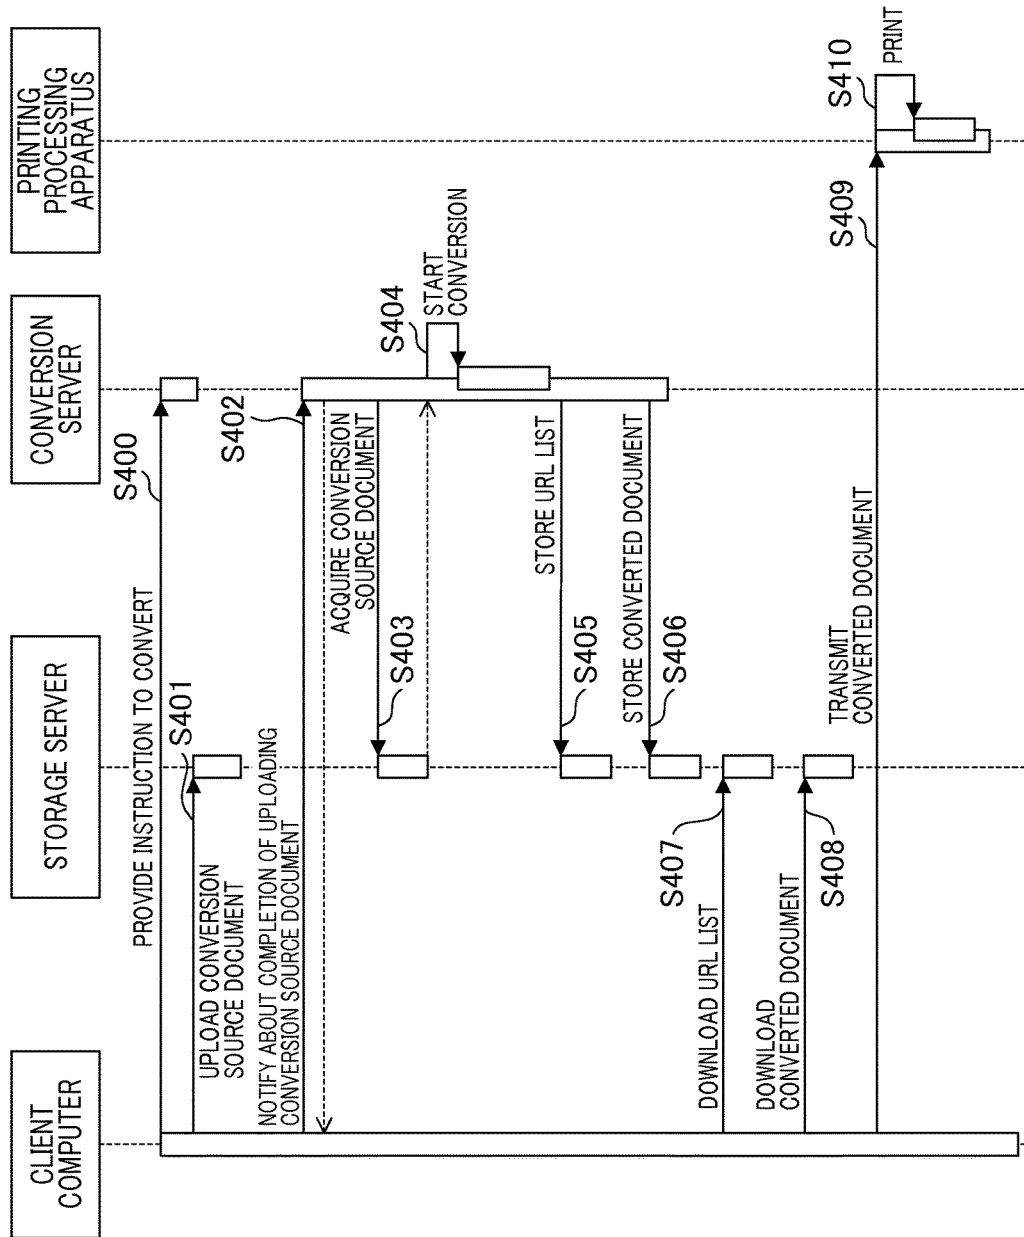 CLIENT
COMPUTER
STORAGE SERVER
CONVERSION
SERVER
PRINTING
PROCESSING
APPARATUS
PROVIDE INSTRUCTION TO CONVERT
S400
S401
UPLOAD CONVERSION
SOURCE DOCUMENT
NOTIFY ABOUT COMPLETION OF UPLOADING
CONVERSION SOURCE DOCUMENT
S402
ACQUIRE CONVERSION
SOURCE DOCUMENT
S403
S404
START
CONVERSION
STORE URL LIST
S405
STORE CONVERTED DOCUMENT
S406
DOWNLOAD URL LIST
S407
DOWNLOAD
CONVERTED DOCUMENT
S408
TRANSMIT
CONVERTED DOCUMENT
S409
S410
PRINT